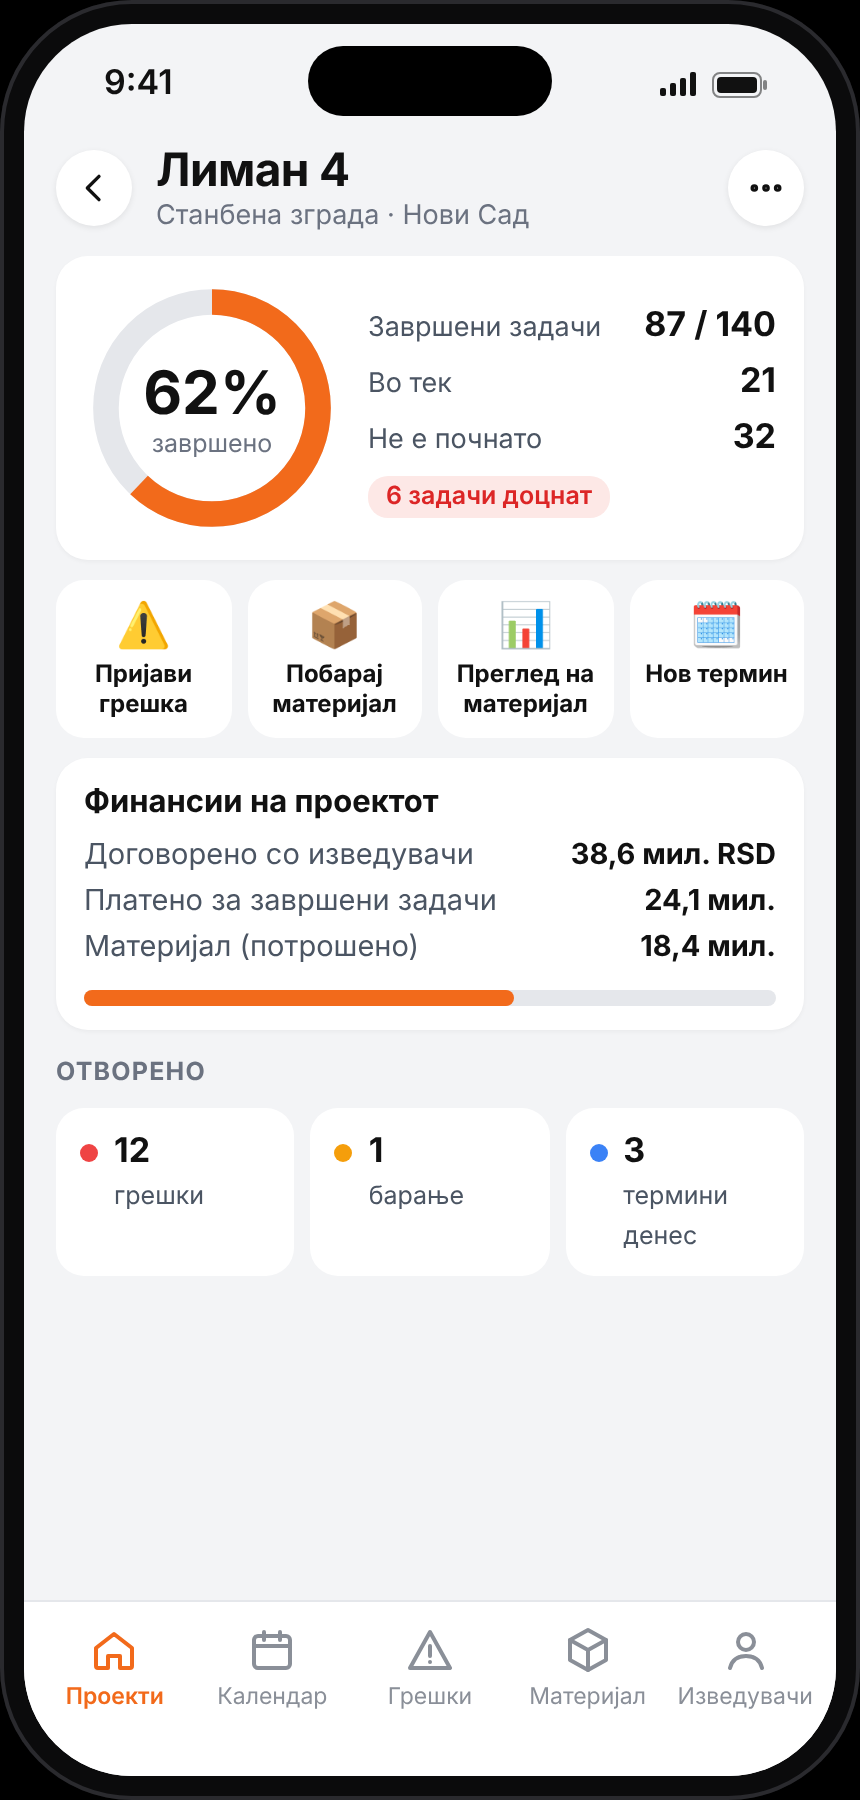 9:41
Лиман 4
Станбена зграда · Нови Сад
62%
завршено
Завршени задачи 87 / 140
Во тек 21
Не е почнато 32
6 задачи доцнат
Пријави грешка
Побарај материјал
Преглед на материјал
Нов термин
Финансии на проектот
Договорено со изведувачи 38,6 мил. RSD
Платено за завршени задачи 24,1 мил.
Материјал (потрошено) 18,4 мил.
ОТВОРЕНО
12
грешки
1
барање
3
термини
денес
Проекти
Календар
Грешки
Материјал
Изведувачи